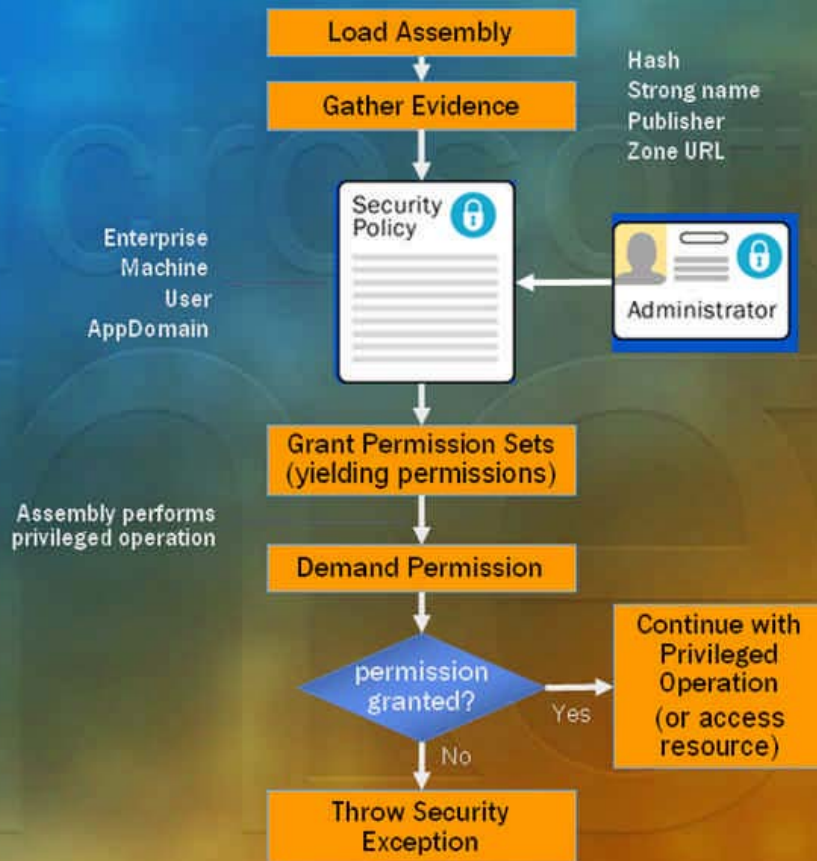 Load Assembly
Gather Evidence
Hash
Strong name
Publisher
Zone URL
Security
Policy
Enterprise
Machine
User
AppDomain
Administrator
Grant Permission Sets
(yielding permissions)
Assembly performs
privileged operation
Demand Permission
permission
granted?
Yes
Continue with
Privileged
Operation
(or access
resource)
No
Throw Security
Exception